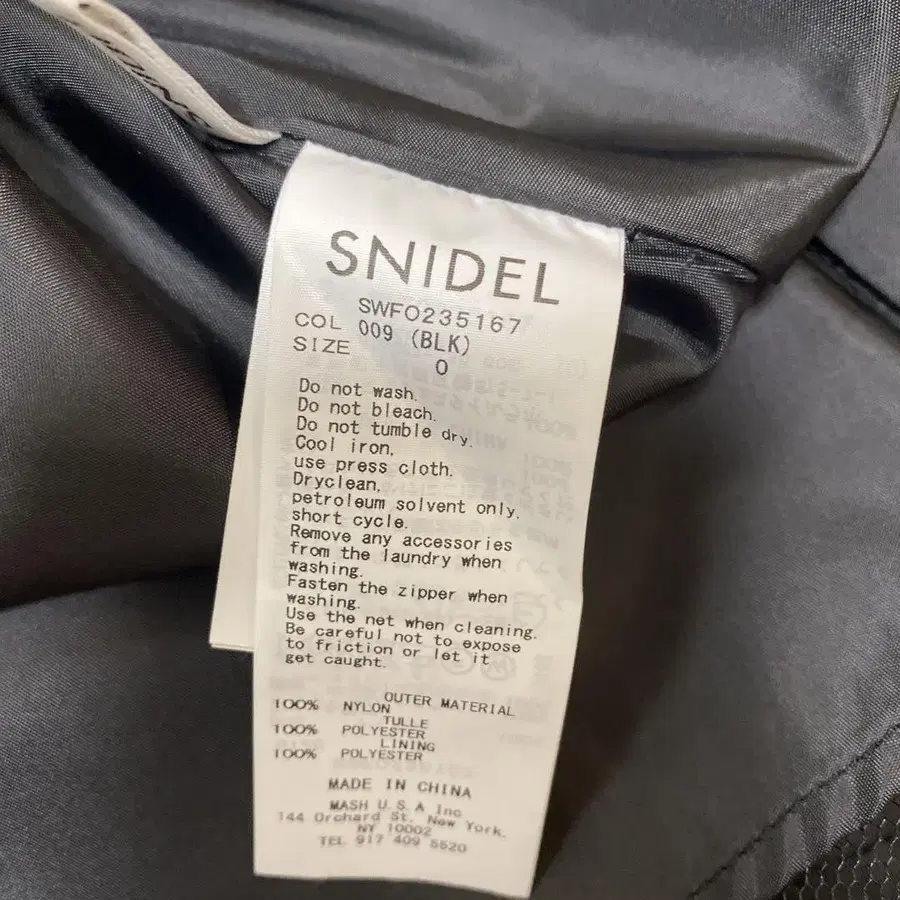 SNIDEL
SWFO235167
COL 009 (BLK)
SIZE 0
Do not wash.
Do not bleach.
Do not tumble dry.
Cool iron,
use press cloth.
Dryclean,
petroleum solvent only,
short cycle.
Remove any accessories
from the laundry when
washing.
Fasten the zipper when
washing.
Use the net when cleaning.
Be careful not to expose
to friction or let it
get caught.
OUTER MATERIAL
100% NYLON
TULLE
100% POLYESTER
LINING
100% POLYESTER
MADE IN CHINA
MASH U.S.A Inc
144 Orchard St. New York.
NY 10002
TEL 917 409 5520